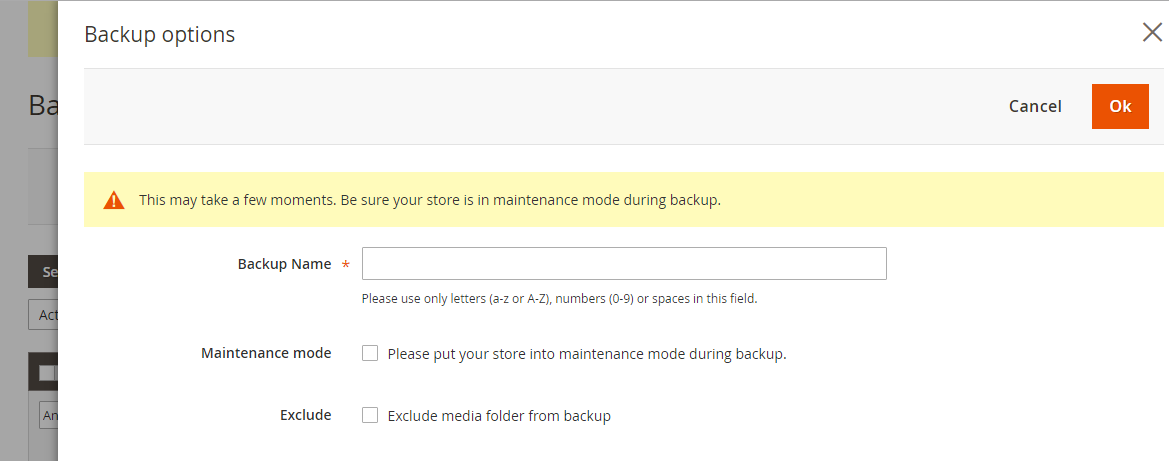 Backup options
Cancel
Ok
Ba
This may take a few moments. Be sure your store is in maintenance mode during backup.
Backup Name *
Please use only letters (a-z or A-Z), numbers (0-9) or spaces in this field.
Se
Act
Maintenance mode
Please put your store into maintenance mode during backup.
Exclude
Exclude media folder from backup
An